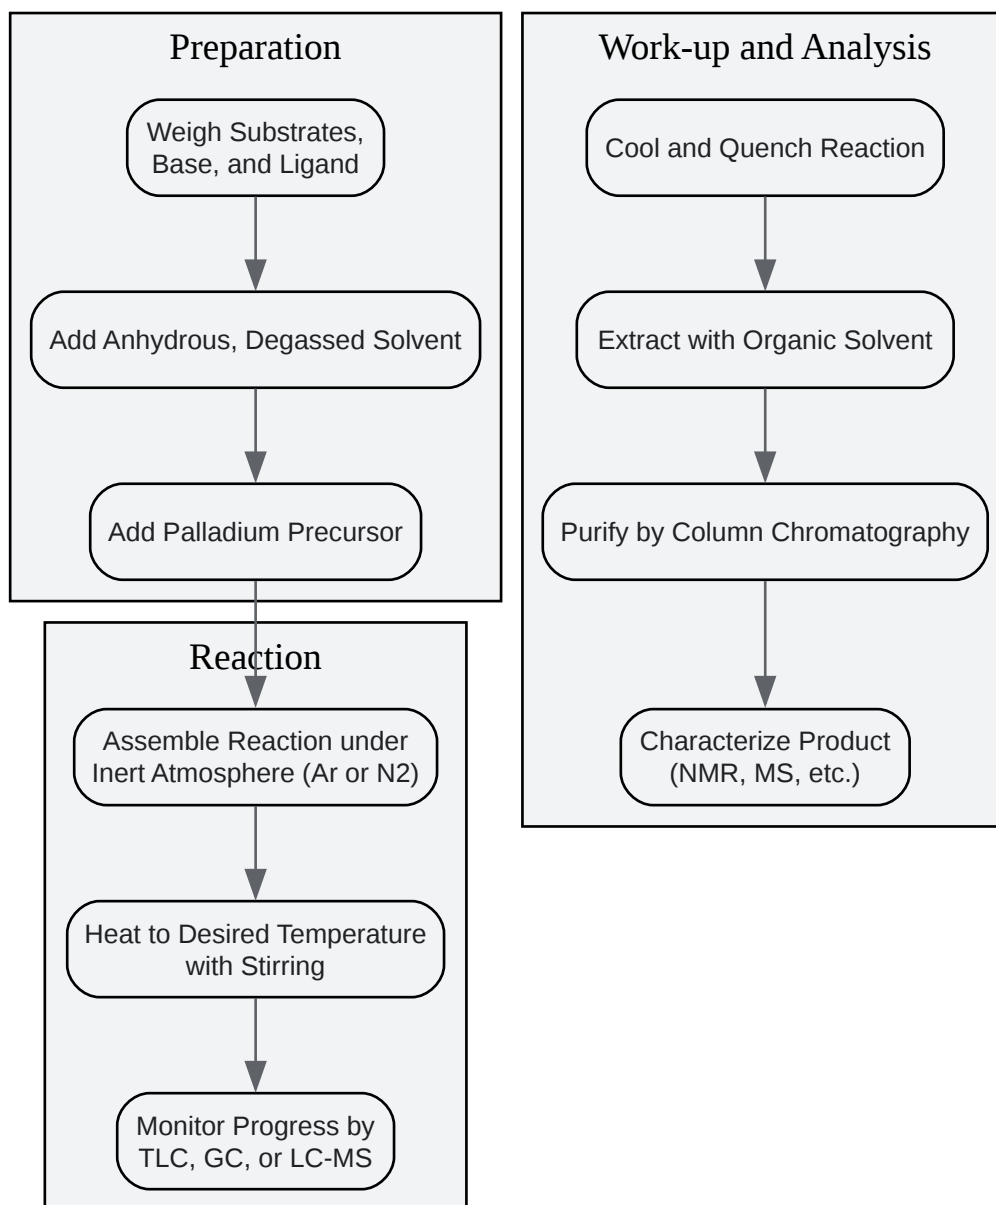 Preparation
Weigh Substrates,
Base, and Ligand
Add Anhydrous, Degassed Solvent
Add Palladium Precursor
Reaction
Assemble Reaction under
Inert Atmosphere (Ar or N2)
Heat to Desired Temperature
with Stirring
Monitor Progress by
TLC, GC, or LC-MS
Work-up and Analysis
Cool and Quench Reaction
Extract with Organic Solvent
Purify by Column Chromatography
Characterize Product
(NMR, MS, etc.)